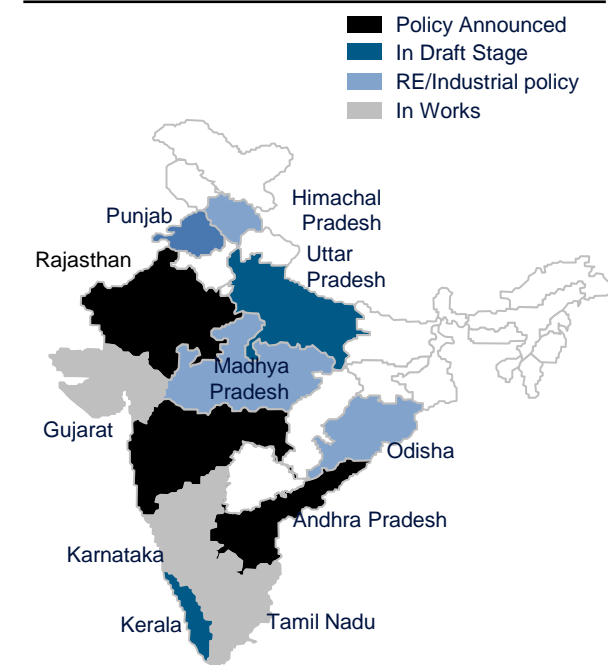 Policy Announced
In Draft Stage
RE/Industrial policy
In Works
Himachal
Pradesh
Punjab
Uttar
Pradesh
Rajasthan
Madhya
Pradesh
Gujarat
Odisha
Andhra Pradesh
Karnataka
Kerala
Tamil Nadu